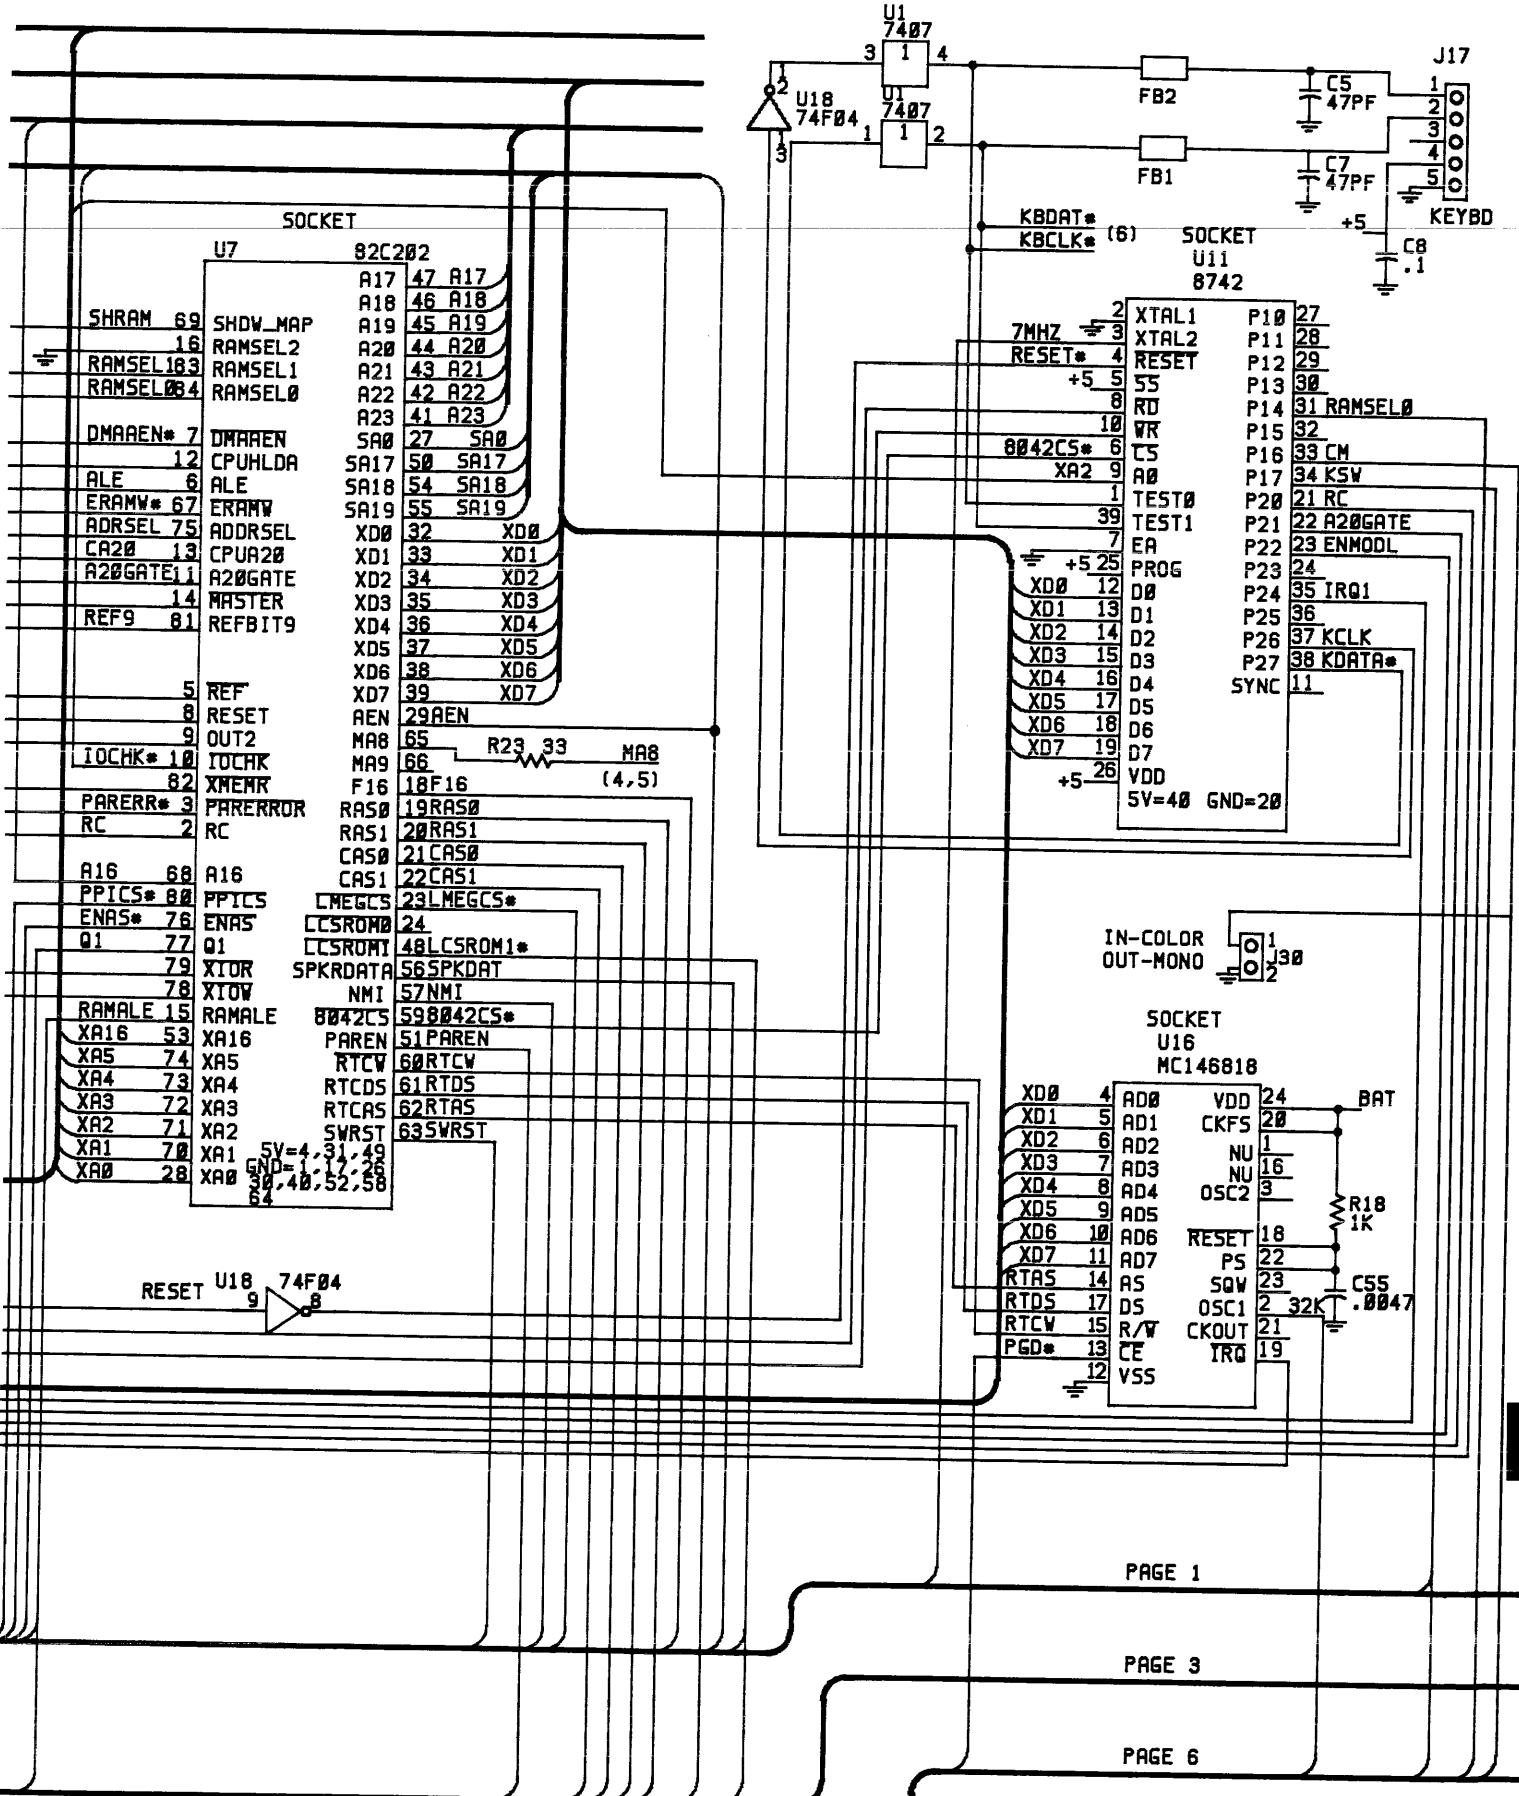 U1
7407
3 1 4
J17
1
2
U18
74F04
FB2
C5
47PF
1
2
3
4
5
U1
7407
1 1 2
1
3
FB1
C7
47PF
KEYBD
+5
C8
.1
KBDAT*
KBCLK*
(6)
SOCKET
U7
82C202
SHRAM 69 SHDW_MAP
16 RAMSEL2
RAMSEL1 83 RAMSEL1
RAMSEL0 84 RAMSEL0
DMAAEN* 7 DMAAEN
12 CPUHLDA
ALE 6 ALE
ERAMW* 67 ERAMW
ADRSEL 75 ADDRSEL
CA20 13 CPUA20
A20GATE 11 A20GATE
14 MASTER
REF9 81 REFBIT9
5 REF
8 RESET
9 OUT2
IOCHK* 10 IOCHK
82 XMEMR
PARERR* 3 PARERROR
RC 2 RC
A16 68 A16
PPICS* 80 PPICS
ENAS* 76 ENAS
Q1 77 Q1
79 XIOR
78 XIOW
RAMALE 15 RAMALE
XA16 53 XA16
XA5 74 XA5
XA4 73 XA4
XA3 72 XA3
XA2 71 XA2
XA1 70 XA1
XA0 28 XA0
A17 47 A17
A18 46 A18
A19 45 A19
A20 44 A20
A21 43 A21
A22 42 A22
A23 41 A23
SA0 27 SA0
SA17 50 SA17
SA18 54 SA18
SA19 55 SA19
XD0 32 XD0
XD1 33 XD1
XD2 34 XD2
XD3 35 XD3
XD4 36 XD4
XD5 37 XD5
XD6 38 XD6
XD7 39 XD7
AEN 29 AEN
MA8 65
MA9 66
R23 33 MA8
(4,5)
F16 18 F16
RAS0 19 RAS0
RAS1 20 RAS1
CAS0 21 CAS0
CAS1 22 CAS1
LMEGCS 23 LMEGCS*
LCSROM0 24
LCSROM1 48 LCSROM1*
SPKRDATA 56 SPKDAT
NMI 57 NMI
8042CS 59 8042CS*
PAREN 51 PAREN
RTCW 60 RTCW
RTCDS 61 RTDS
RTCAS 62 RTAS
SWRST 63 SWRST
5V=4,31,49
GND=1,17,26
30,40,52,58
64
SOCKET
U11
8742
2 XTAL1
7MHZ 3 XTAL2
RESET* 4 RESET
+5 5 SS
8 RD
10 WR
8042CS* 6 CS
XA2 9 A0
1 TEST0
39 TEST1
7 EA
+5 25 PROG
XD0 12 D0
XD1 13 D1
XD2 14 D2
XD3 15 D3
XD4 16 D4
XD5 17 D5
XD6 18 D6
XD7 19 D7
+5 26 VDD
5V=40 GND=20
P10 27
P11 28
P12 29
P13 30
P14 31 RAMSEL0
P15 32
P16 33 CM
P17 34 KSW
P20 21 RC
P21 22 A20GATE
P22 23 ENMODL
P23 24
P24 35 IRQ1
P25 36
P26 37 KCLK
P27 38 KDATA*
SYNC 11
IN-COLOR
OUT-MONO
1
J30
2
SOCKET
U16
MC146818
XD0 4 AD0
XD1 5 AD1
XD2 6 AD2
XD3 7 AD3
XD4 8 AD4
XD5 9 AD5
XD6 10 AD6
XD7 11 AD7
RTAS 14 AS
RTDS 17 DS
RTCW 15 R/W
PGD* 13 CE
12 VSS
VDD 24 BAT
CKFS 20
NU 1
NU 16
OSC2 3
RESET 18
PS 22
SQW 23
OSC1 2 32K
CKOUT 21
IRQ 19
R18
1K
C55
.0047
RESET U18 74F04
9 8
PAGE 1
PAGE 3
PAGE 6